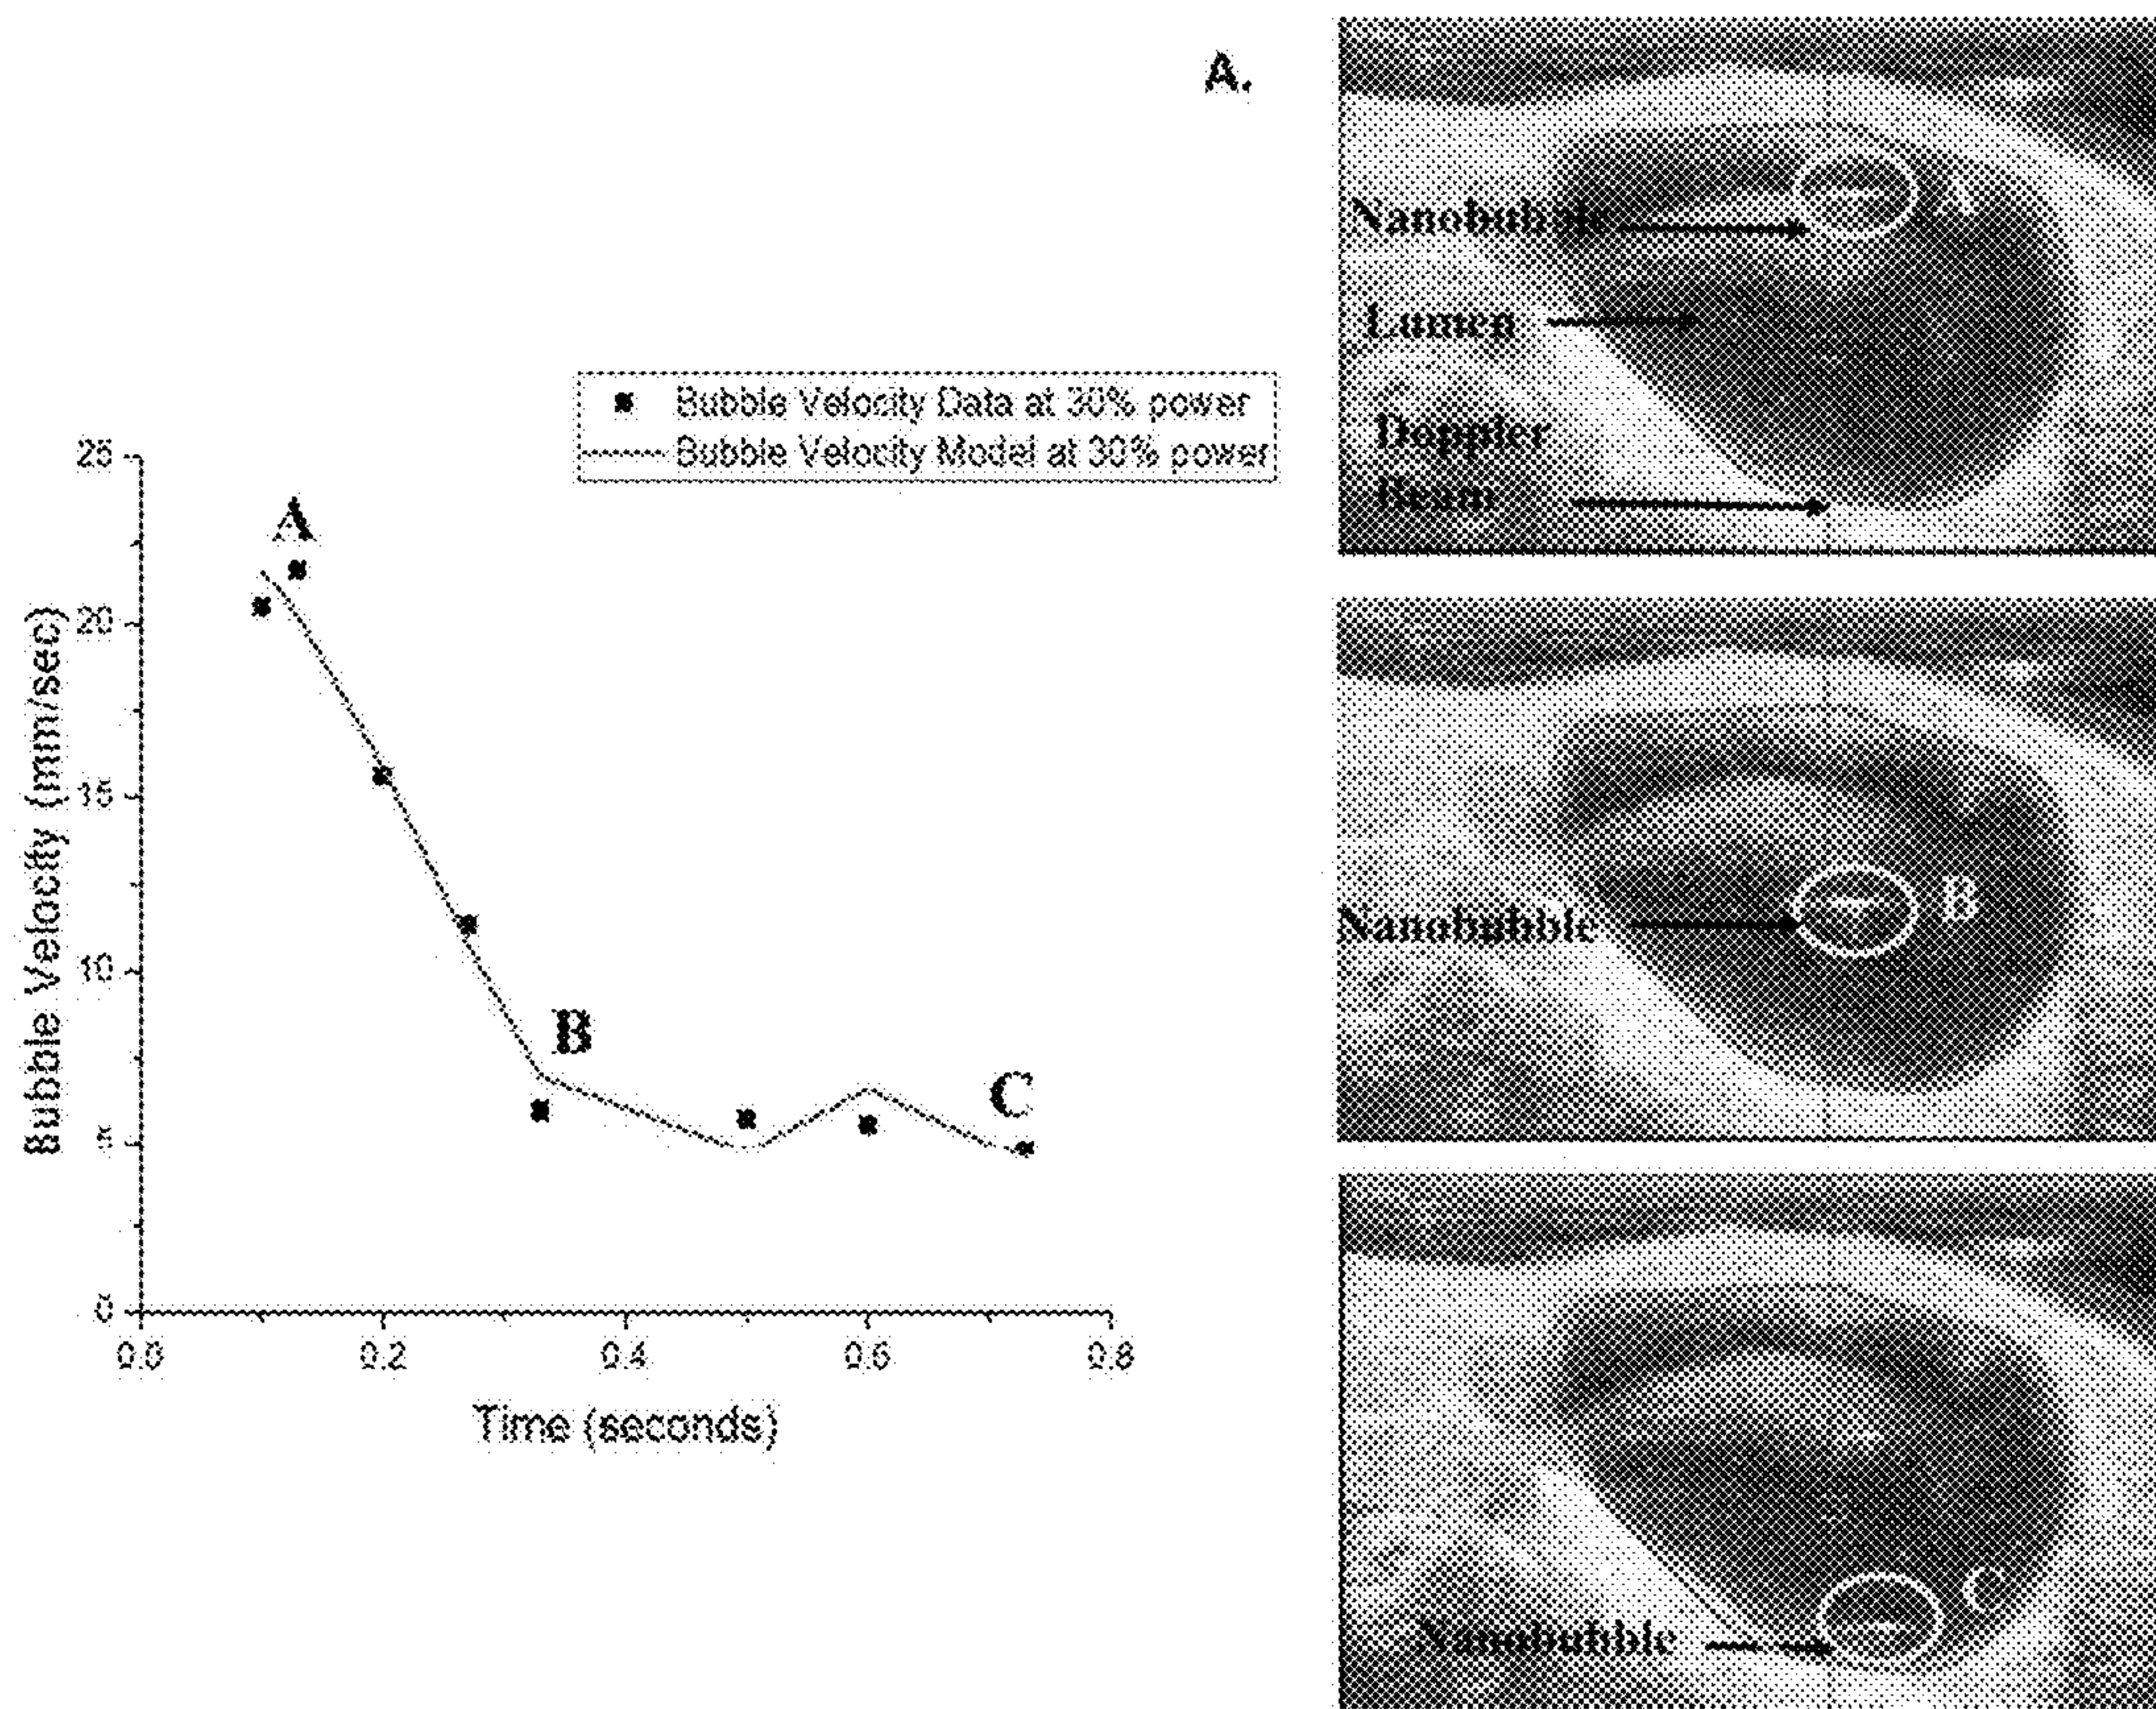 A.
Bubble Velocity Data at 30% power
Bubble Velocity Model at 30% power
25
20
15
10
5
0
A
B
C
0.0
0.2
0.4
0.6
0.8
Bubble Velocity (mm/sec)
Time (seconds)
Nanobubble
A
Lumen
Doppler
Beam
Nanobubble
B
Nanobubble
C